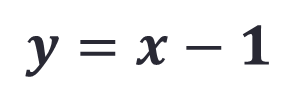 y = x − 1